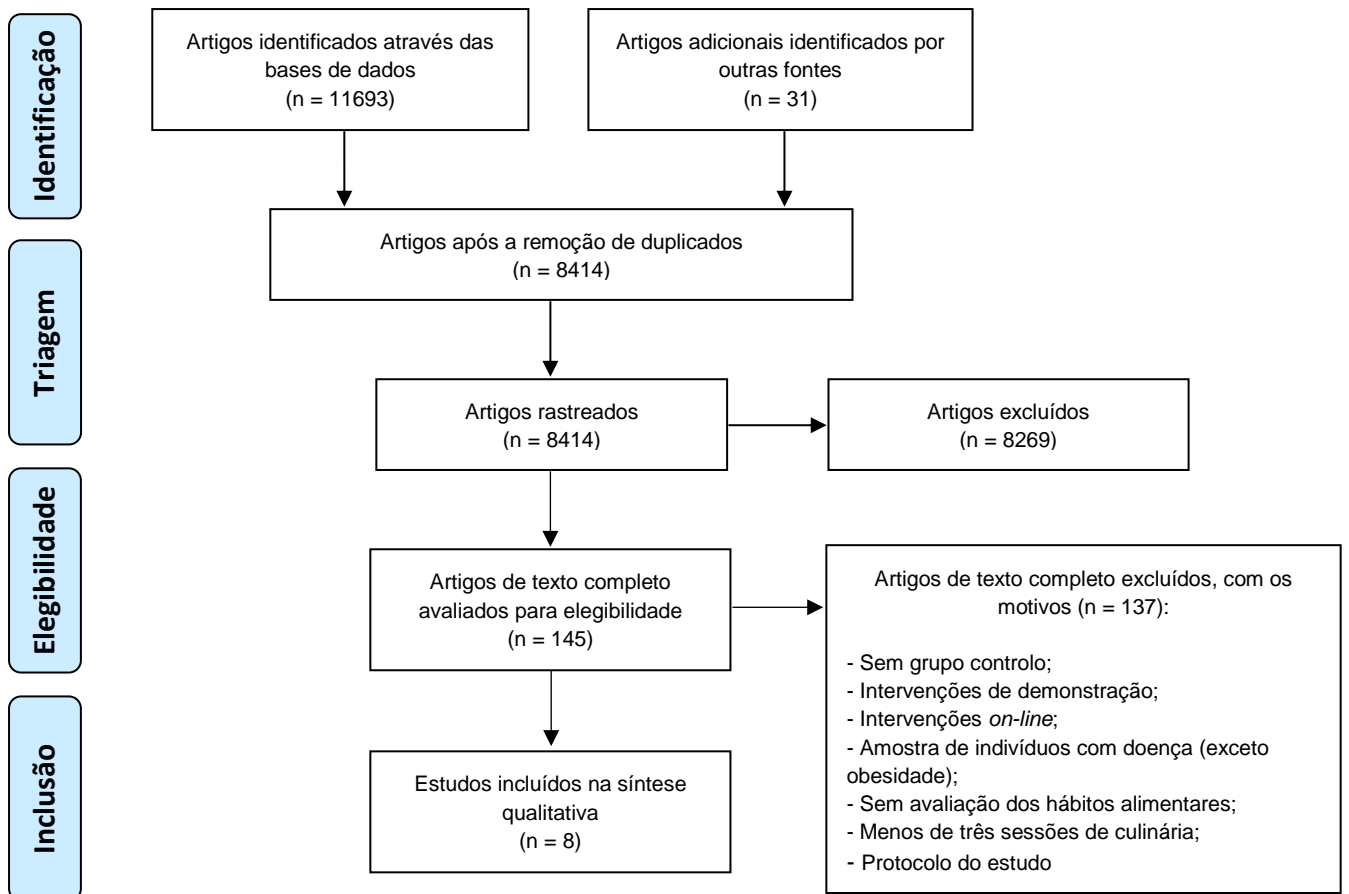 Identificação
Artigos identificados através das
bases de dados
(n = 11693)
Artigos adicionais identificados por
outras fontes
(n = 31)
Artigos após a remoção de duplicados
(n = 8414)
Triagem
Artigos rastreados
(n = 8414)
Artigos excluídos
(n = 8269)
Elegibilidade
Artigos de texto completo
avaliados para elegibilidade
(n = 145)
Artigos de texto completo excluídos, com os
motivos (n = 137):
- Sem grupo controlo;
- Intervenções de demonstração;
- Intervenções on-line;
- Amostra de indivíduos com doença (exceto
obesidade);
- Sem avaliação dos hábitos alimentares;
- Menos de três sessões de culinária;
- Protocolo do estudo
Inclusão
Estudos incluídos na síntese
qualitativa
(n = 8)